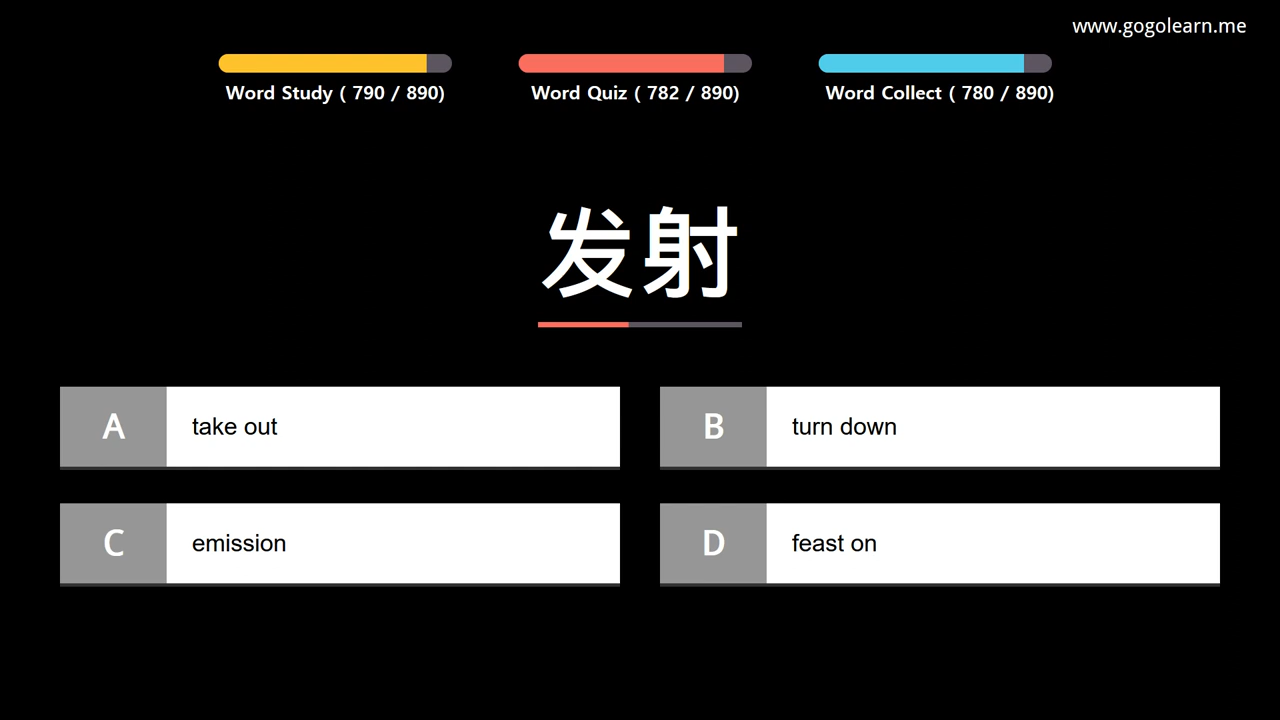 www.gogolearn.me
Word Study ( 790 / 890)
Word Quiz ( 782 / 890)
Word Collect ( 780 / 890)
发射
A take out
B turn down
C emission
D feast on